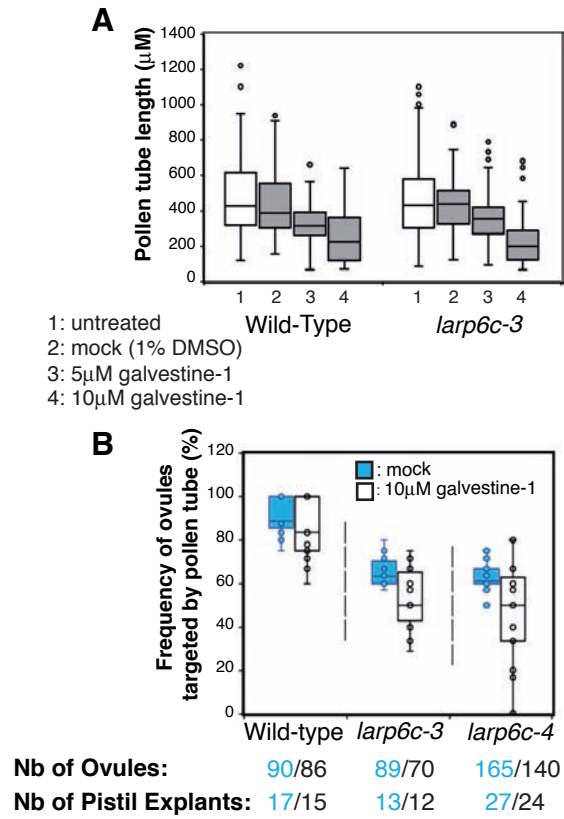 A
Pollen tube length (µM)
1400
1200
1000
800
600
400
200
0
1 2 3 4 1 2 3 4
Wild-Type larp6c-3
1: untreated
2: mock (1% DMSO)
3: 5µM galvestine-1
4: 10µM galvestine-1
B
Frequency of ovules
targeted by pollen tube (%)
120
100
80
60
40
20
0
: mock
: 10µM galvestine-1
Wild-type larp6c-3 larp6c-4
Nb of Ovules: 90/86 89/70 165/140
Nb of Pistil Explants: 17/15 13/12 27/24